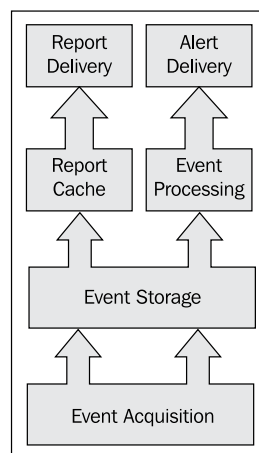 Report
Delivery
Alert
Delivery
Report
Cache
Event
Processing
Event Storage
Event Acquisition